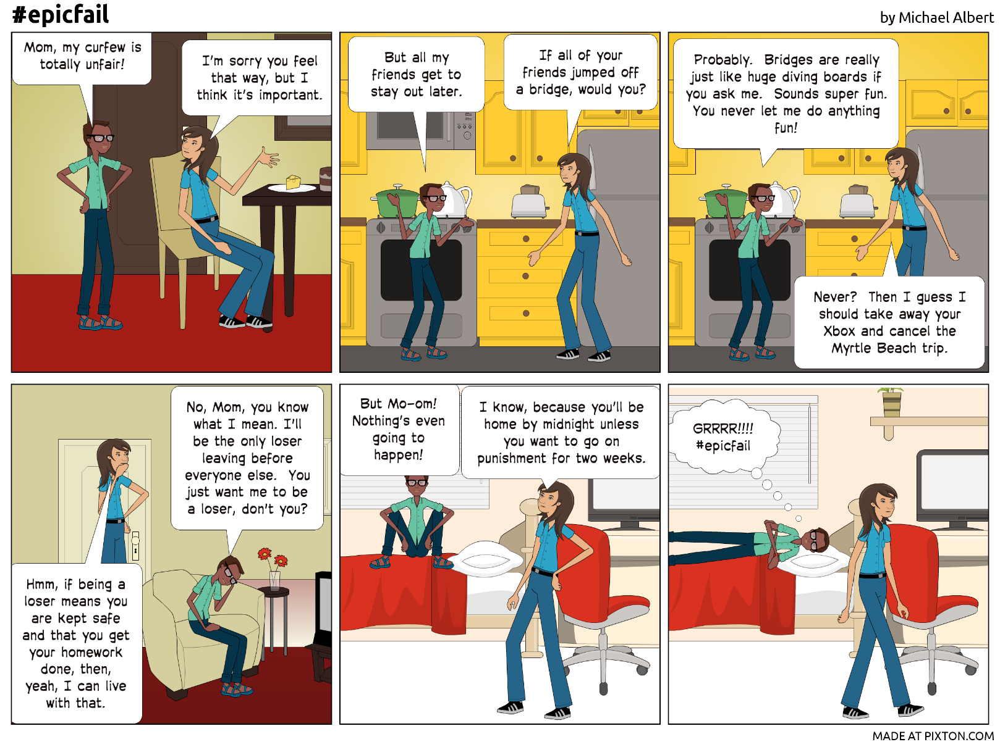 #epicfail
by Michael Albert
Mom, my curfew is
totally unfair!
I'm sorry you feel
that way, but I
think it's important.
But all my
friends get to
stay out later.
If all of your
friends jumped off
a bridge, would you?
Probably.  Bridges are really
just like huge diving boards if
you ask me.  Sounds super fun.
You never let me do anything
fun!
Never?  Then I guess I
should take away your
Xbox and cancel the
Myrtle Beach trip.
No, Mom, you know
what I mean. I'll
be the only loser
leaving before
everyone else.  You
just want me to be
a loser, don't you?
Hmm, if being a
loser means you
are kept safe
and that you get
your homework
done, then,
yeah, I can live
with that.
But Mo-om!
Nothing's even
going to
happen!
I know, because you'll be
home by midnight unless
you want to go on
punishment for two weeks.
GRRRR!!!!
#epicfail
MADE AT PIXTON.COM